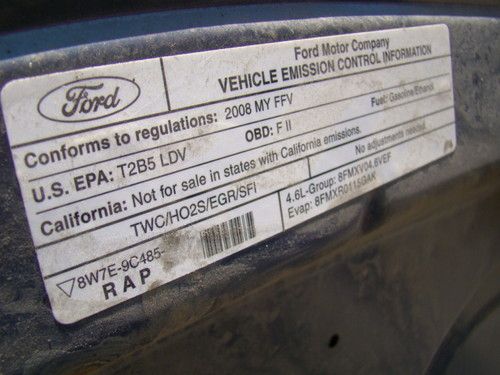 Ford
Ford Motor Company
VEHICLE EMISSION CONTROL INFORMATION
Conforms to regulations: 2008 MY FFV
Fuel: Gasoline/Ethanol
U.S. EPA: T2B5 LDV
OBD: F II
No adjustments needed.
California: Not for sale in states with California emissions.
TWC/HO2S/EGR/SFI
4.6L-Group: 8FMXV04.6VEF
Evap: 8FMXR0115GAK
▽8W7E-9C485-
RAP